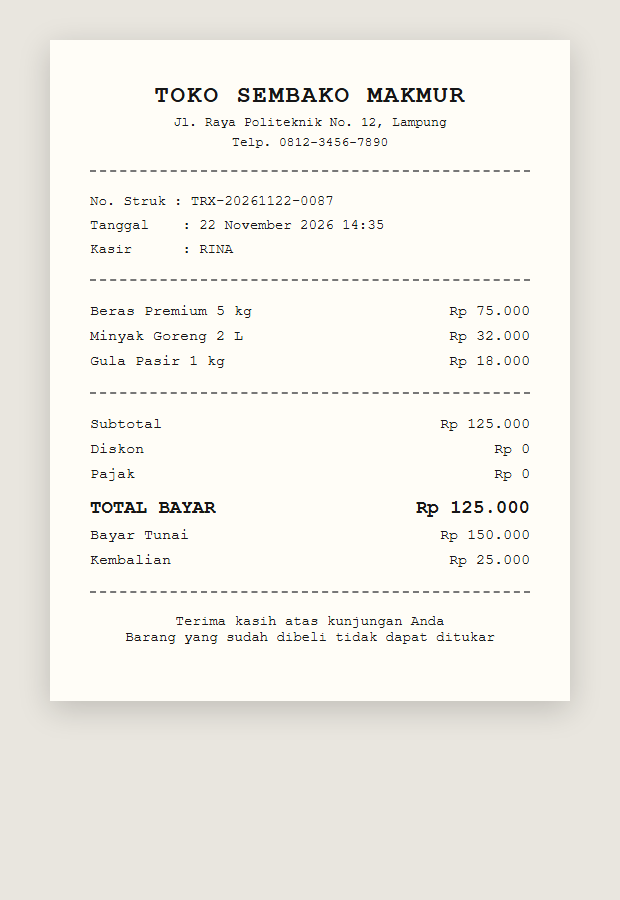 TOKO SEMBAKO MAKMUR
Jl. Raya Politeknik No. 12, Lampung
Telp. 0812-3456-7890
No. Struk : TRX-20261122-0087
Tanggal : 22 November 2026 14:35
Kasir : RINA
Beras Premium 5 kg Rp 75.000
Minyak Goreng 2 L Rp 32.000
Gula Pasir 1 kg Rp 18.000
Subtotal Rp 125.000
Diskon Rp 0
Pajak Rp 0
TOTAL BAYAR Rp 125.000
Bayar Tunai Rp 150.000
Kembalian Rp 25.000
Terima kasih atas kunjungan Anda
Barang yang sudah dibeli tidak dapat ditukar